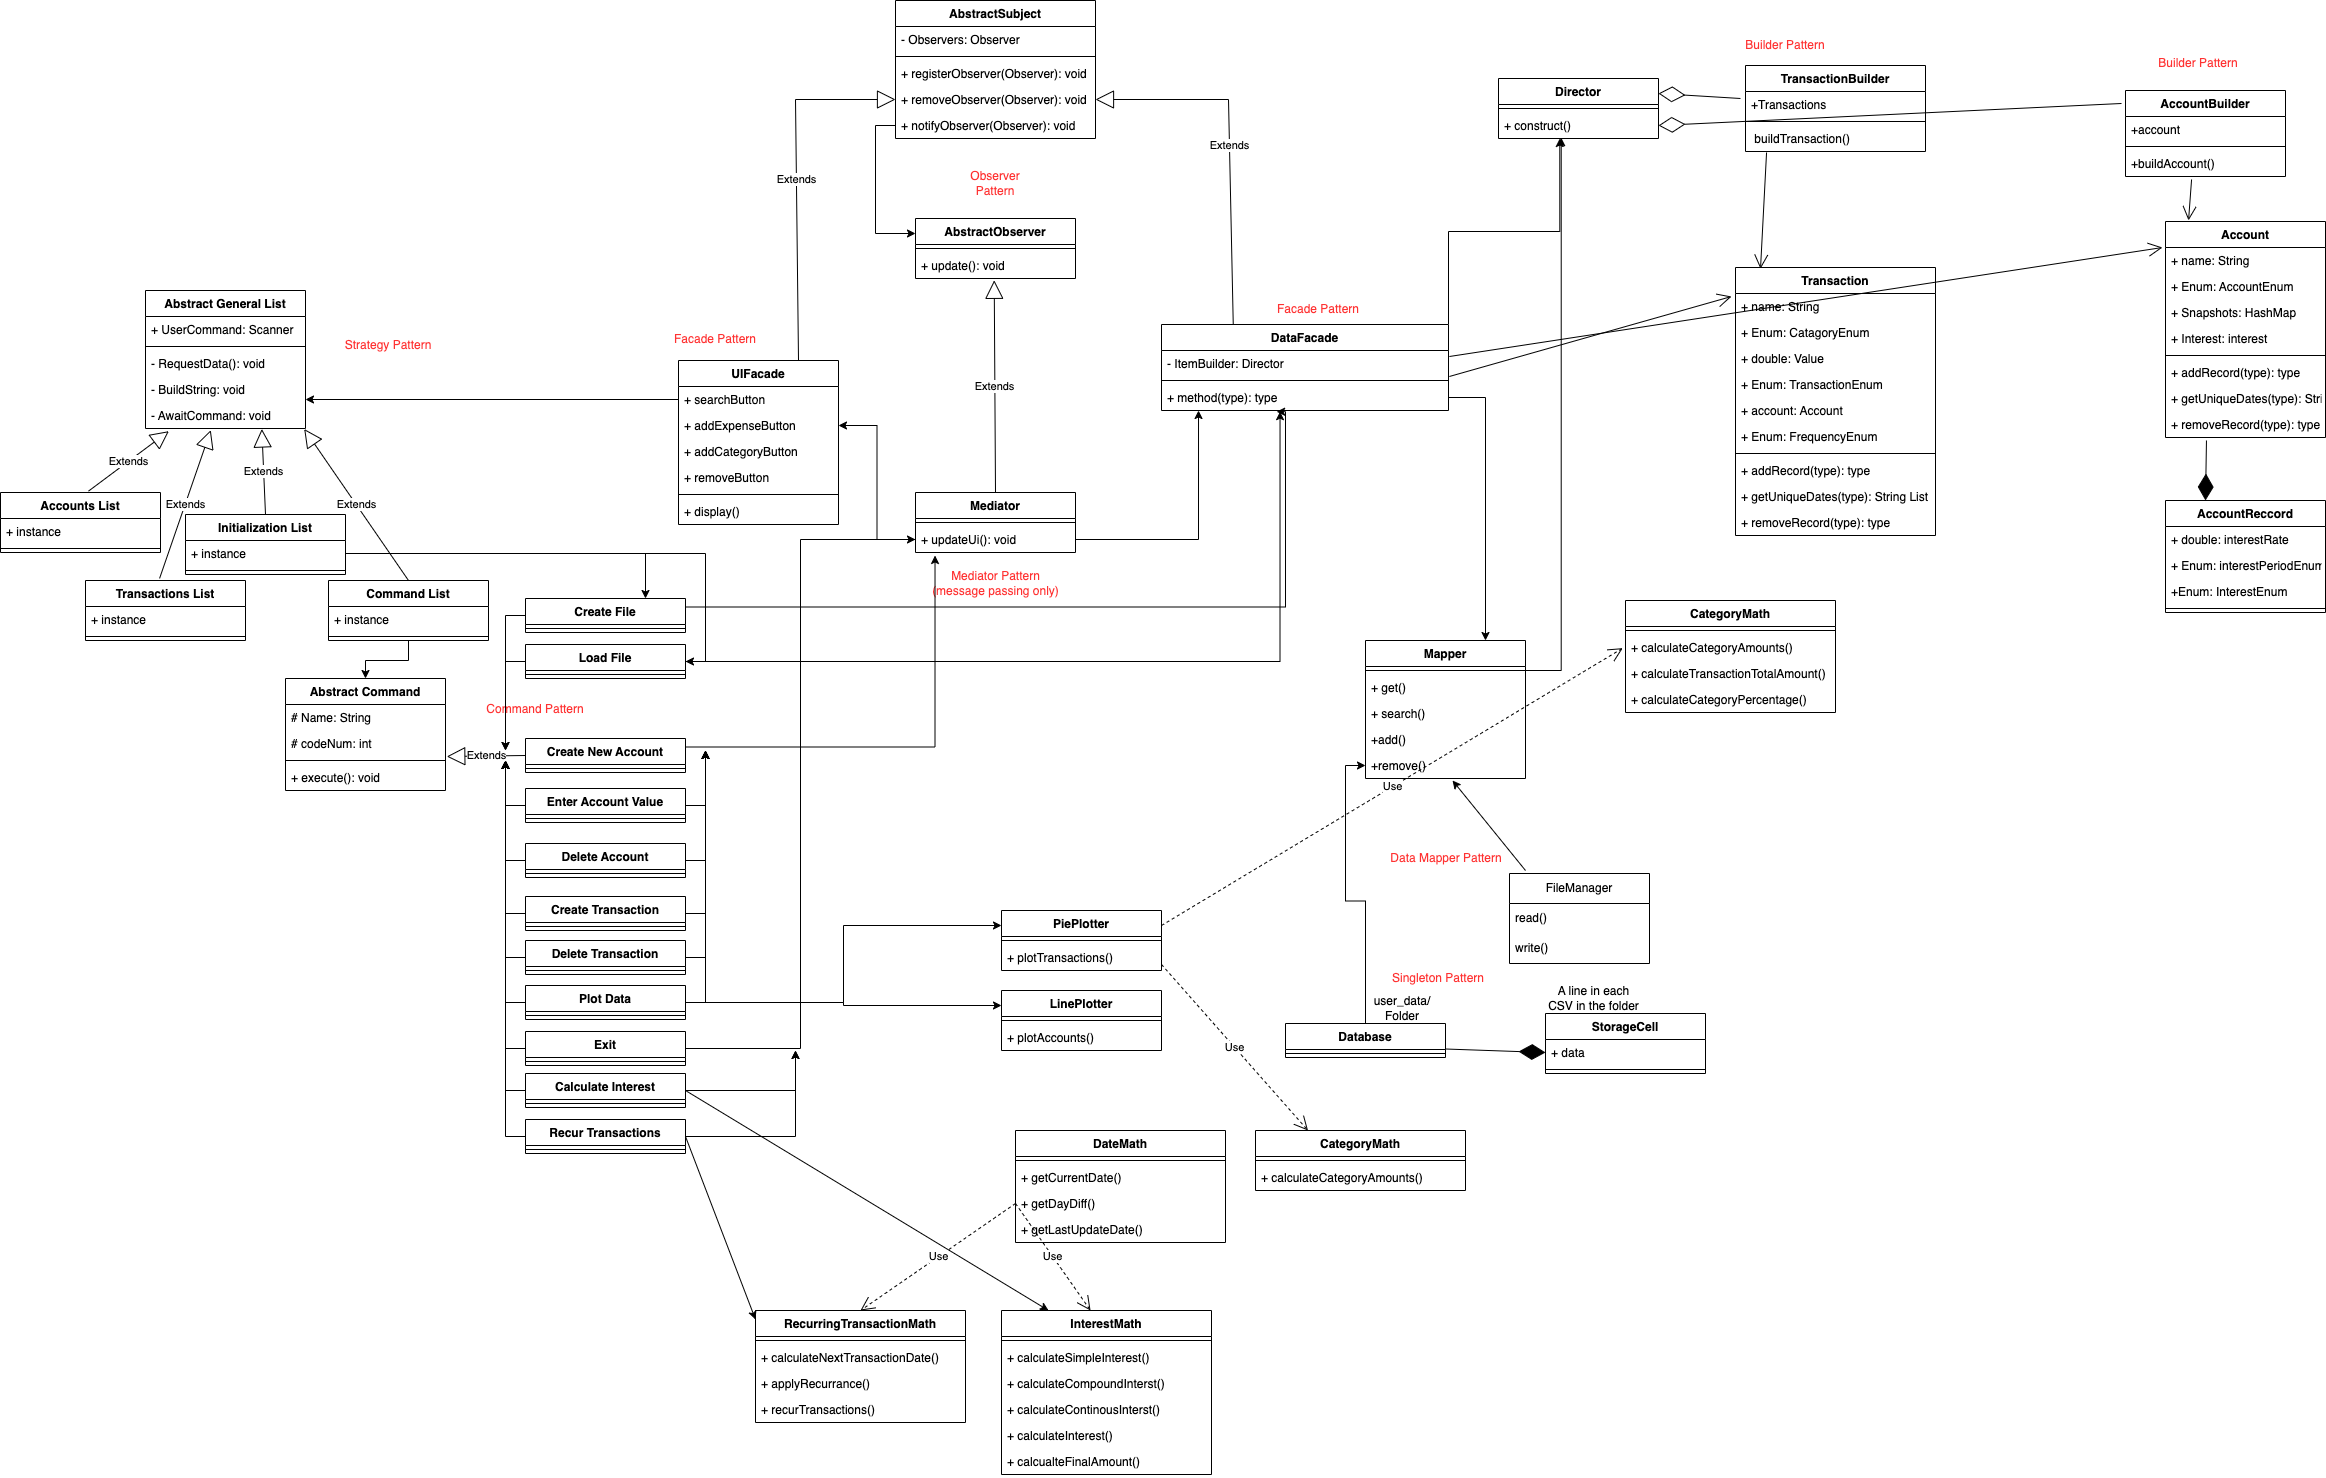 AbstractSubject
- Observers: Observer
+ registerObserver(Observer): void
+ removeObserver(Observer): void
+ notifyObserver(Observer): void
Extends
Extends
Observer
Pattern
AbstractObserver
+ update(): void
Extends
Builder Pattern
Director
+ construct()
TransactionBuilder
+Transactions
buildTransaction()
Builder Pattern
AccountBuilder
+account
+buildAccount()
Account
+ name: String
+ Enum: AccountEnum
+ Snapshots: HashMap
+ Interest: interest
+ addRecord(type): type
+ getUniqueDates(type): Stri
+ removeRecord(type): type
Transaction
+ name: String
+ Enum: CatagoryEnum
+ double: Value
+ Enum: TransactionEnum
+ account: Account
+ Enum: FrequencyEnum
+ addRecord(type): type
+ getUniqueDates(type): String List
+ removeRecord(type): type
AccountReccord
+ double: interestRate
+ Enum: interestPeriodEnum
+Enum: InterestEnum
Abstract General List
+ UserCommand: Scanner
- RequestData(): void
- BuildString: void
- AwaitCommand: void
Strategy Pattern
Facade Pattern
UIFacade
+ searchButton
+ addExpenseButton
+ addCategoryButton
+ removeButton
+ display()
Facade Pattern
DataFacade
- ItemBuilder: Director
+ method(type): type
Extends
Extends
Extends
Extends
Accounts List
+ instance
Initialization List
+ instance
Transactions List
+ instance
Command List
+ instance
Mediator
+ updateUi(): void
Mediator Pattern
(message passing only)
Abstract Command
# Name: String
# codeNum: int
+ execute(): void
Extends
Command Pattern
Create File
Load File
Create New Account
Enter Account Value
Delete Account
Create Transaction
Delete Transaction
Plot Data
Exit
Calculate Interest
Recur Transactions
Mapper
+ get()
+ search()
+add()
+remove()
Use
CategoryMath
+ calculateCategoryAmounts()
+ calculateTransactionTotalAmount()
+ calculateCategoryPercentage()
Data Mapper Pattern
FileManager
read()
write()
PiePlotter
+ plotTransactions()
LinePlotter
+ plotAccounts()
Use
Singleton Pattern
user_data/
Folder
Database
A line in each
CSV in the folder
StorageCell
+ data
DateMath
+ getCurrentDate()
+ getDayDiff()
+ getLastUpdateDate()
CategoryMath
+ calculateCategoryAmounts()
Use
Use
RecurringTransactionMath
+ calculateNextTransactionDate()
+ applyRecurrance()
+ recurTransactions()
InterestMath
+ calculateSimpleInterest()
+ calculateCompoundInterst()
+ calculateContinousInterst()
+ calculateInterest()
+ calcualteFinalAmount()